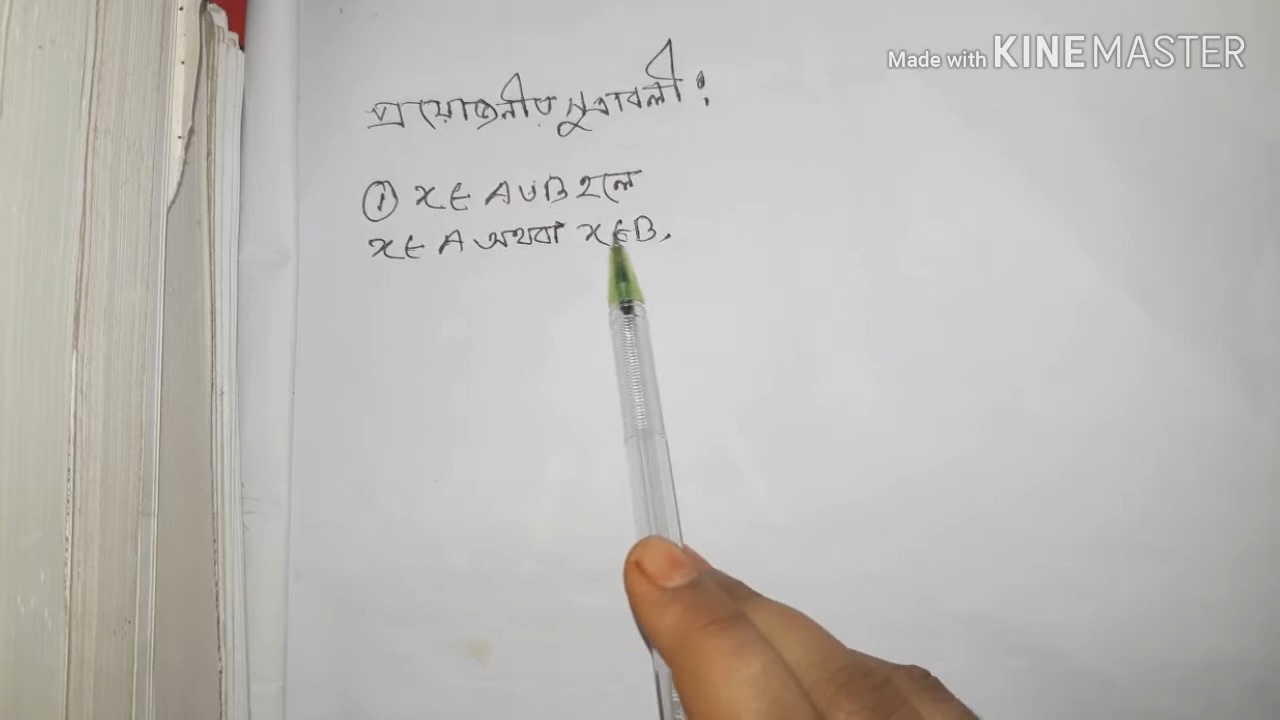 Made with KINEMASTER
প্রয়োজনীয় সুত্রাবলী :
① x ∈ A ∪ B হলে
x ∈ A অথবা x ∈ B.